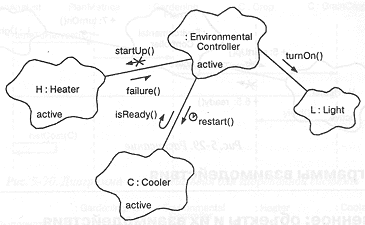 : Environmental
Controller
active
startUp()
turnOn()
H : Heater
active
failure()
isReady()
restart()
L : Light
C : Cooler
active